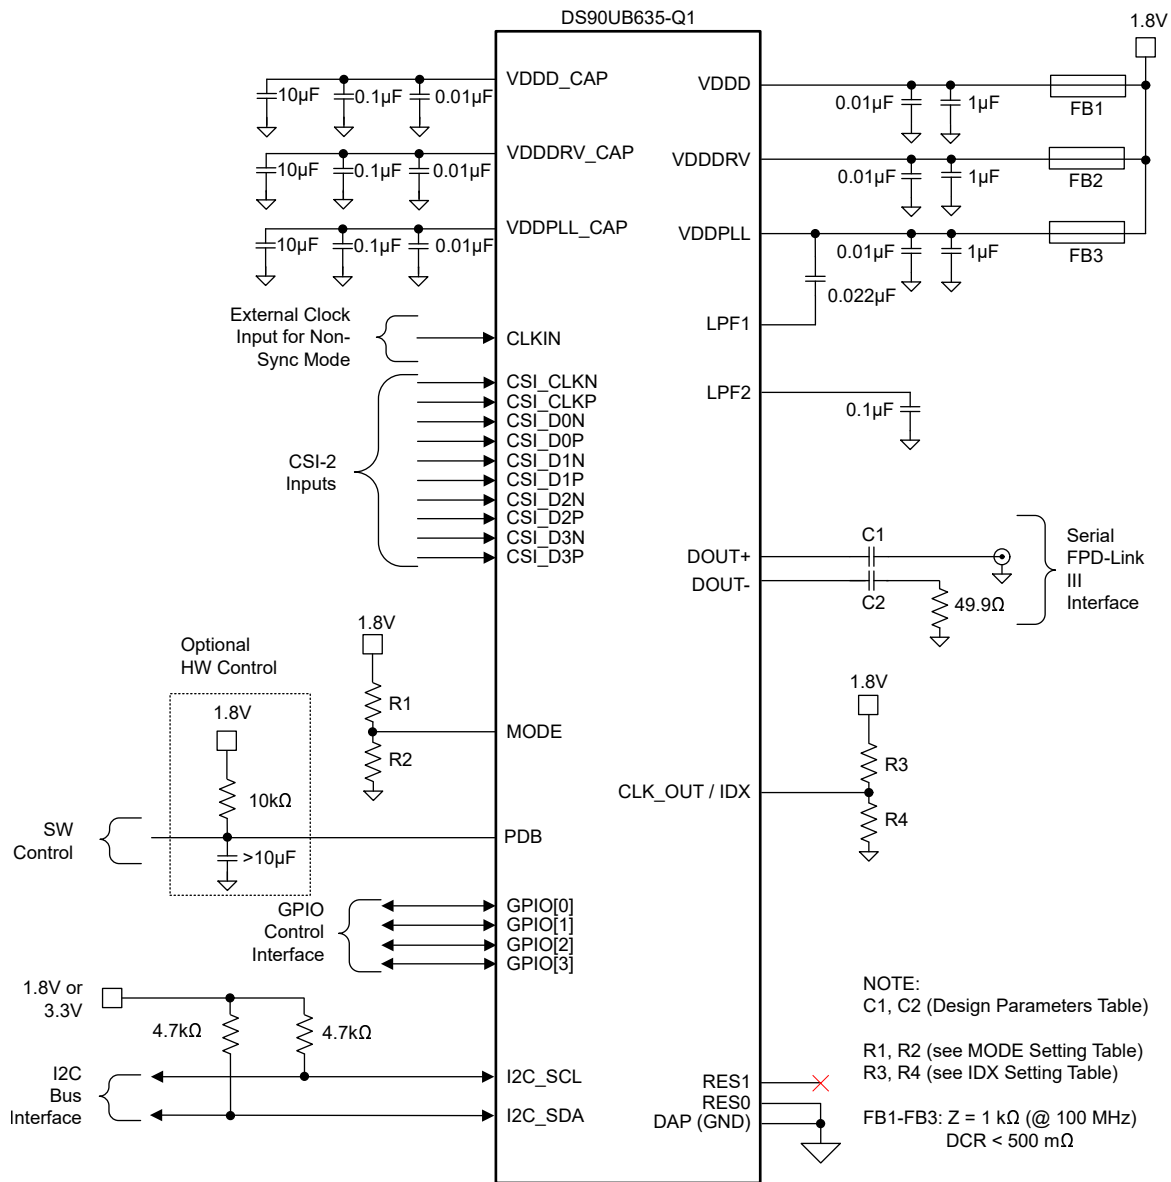 DS90UB635-Q1
1.8V
VDDD_CAP
10µF
0.1µF
0.01µF
VDDDRV_CAP
10µF
0.1µF
0.01µF
VDDPLL_CAP
10µF
0.1µF
0.01µF
VDDD
0.01µF
1µF
FB1
VDDDRV
0.01µF
1µF
FB2
VDDPLL
0.01µF
1µF
FB3
0.022µF
LPF1
LPF2
0.1µF
External Clock
Input for Non-
Sync Mode
CLKIN
CSI-2
Inputs
CSI_CLKN
CSI_CLKP
CSI_D0N
CSI_D0P
CSI_D1N
CSI_D1P
CSI_D2N
CSI_D2P
CSI_D3N
CSI_D3P
DOUT+
DOUT-
C1
C2
49.9Ω
Serial
FPD-Link
III
Interface
1.8V
R1
R2
MODE
Optional
HW Control
1.8V
10kΩ
>10µF
SW
Control
PDB
1.8V
R3
R4
CLK_OUT / IDX
GPIO
Control
Interface
GPIO[0]
GPIO[1]
GPIO[2]
GPIO[3]
1.8V or
3.3V
4.7kΩ
4.7kΩ
I2C
Bus
Interface
I2C_SCL
I2C_SDA
RES1
RES0
DAP (GND)
NOTE:
C1, C2 (Design Parameters Table)
R1, R2 (see MODE Setting Table)
R3, R4 (see IDX Setting Table)
FB1-FB3: Z = 1 kΩ (@ 100 MHz)
DCR < 500 mΩ